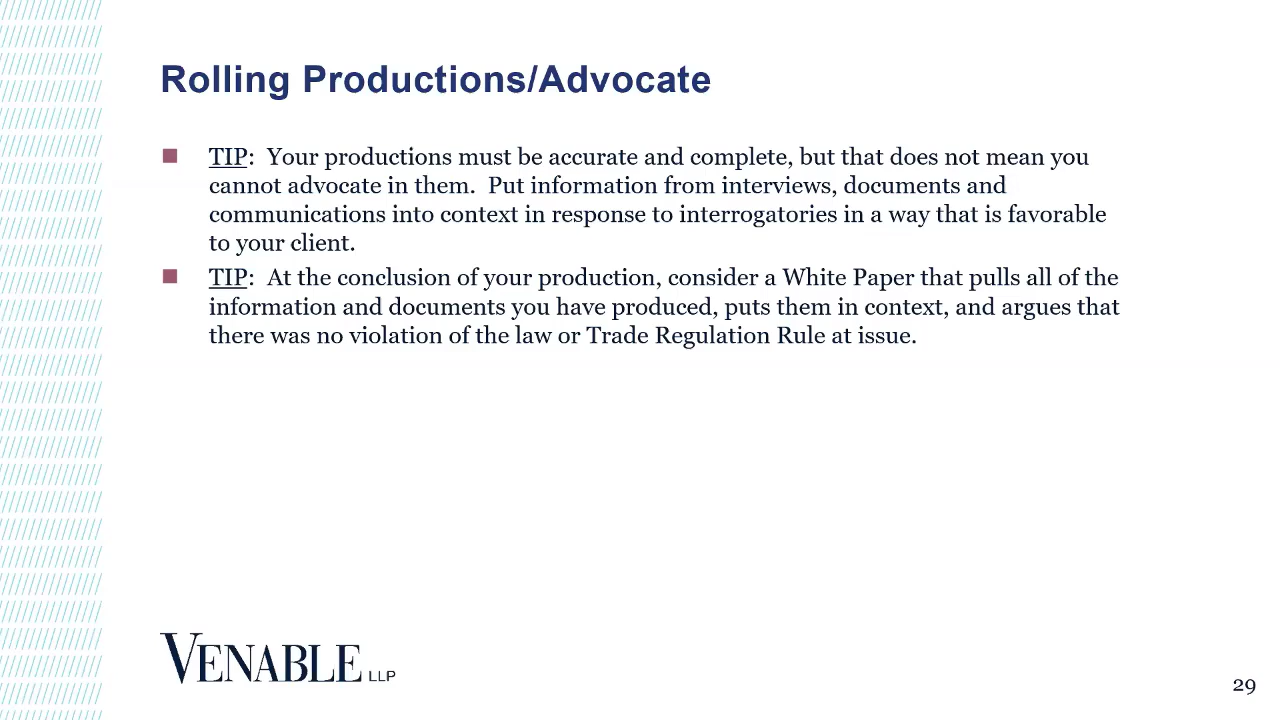 Rolling Productions/Advocate
TIP:  Your productions must be accurate and complete, but that does not mean you
cannot advocate in them.  Put information from interviews, documents and
communications into context in response to interrogatories in a way that is favorable
to your client.
TIP:  At the conclusion of your production, consider a White Paper that pulls all of the
information and documents you have produced, puts them in context, and argues that
there was no violation of the law or Trade Regulation Rule at issue.
VENABLE LLP
29